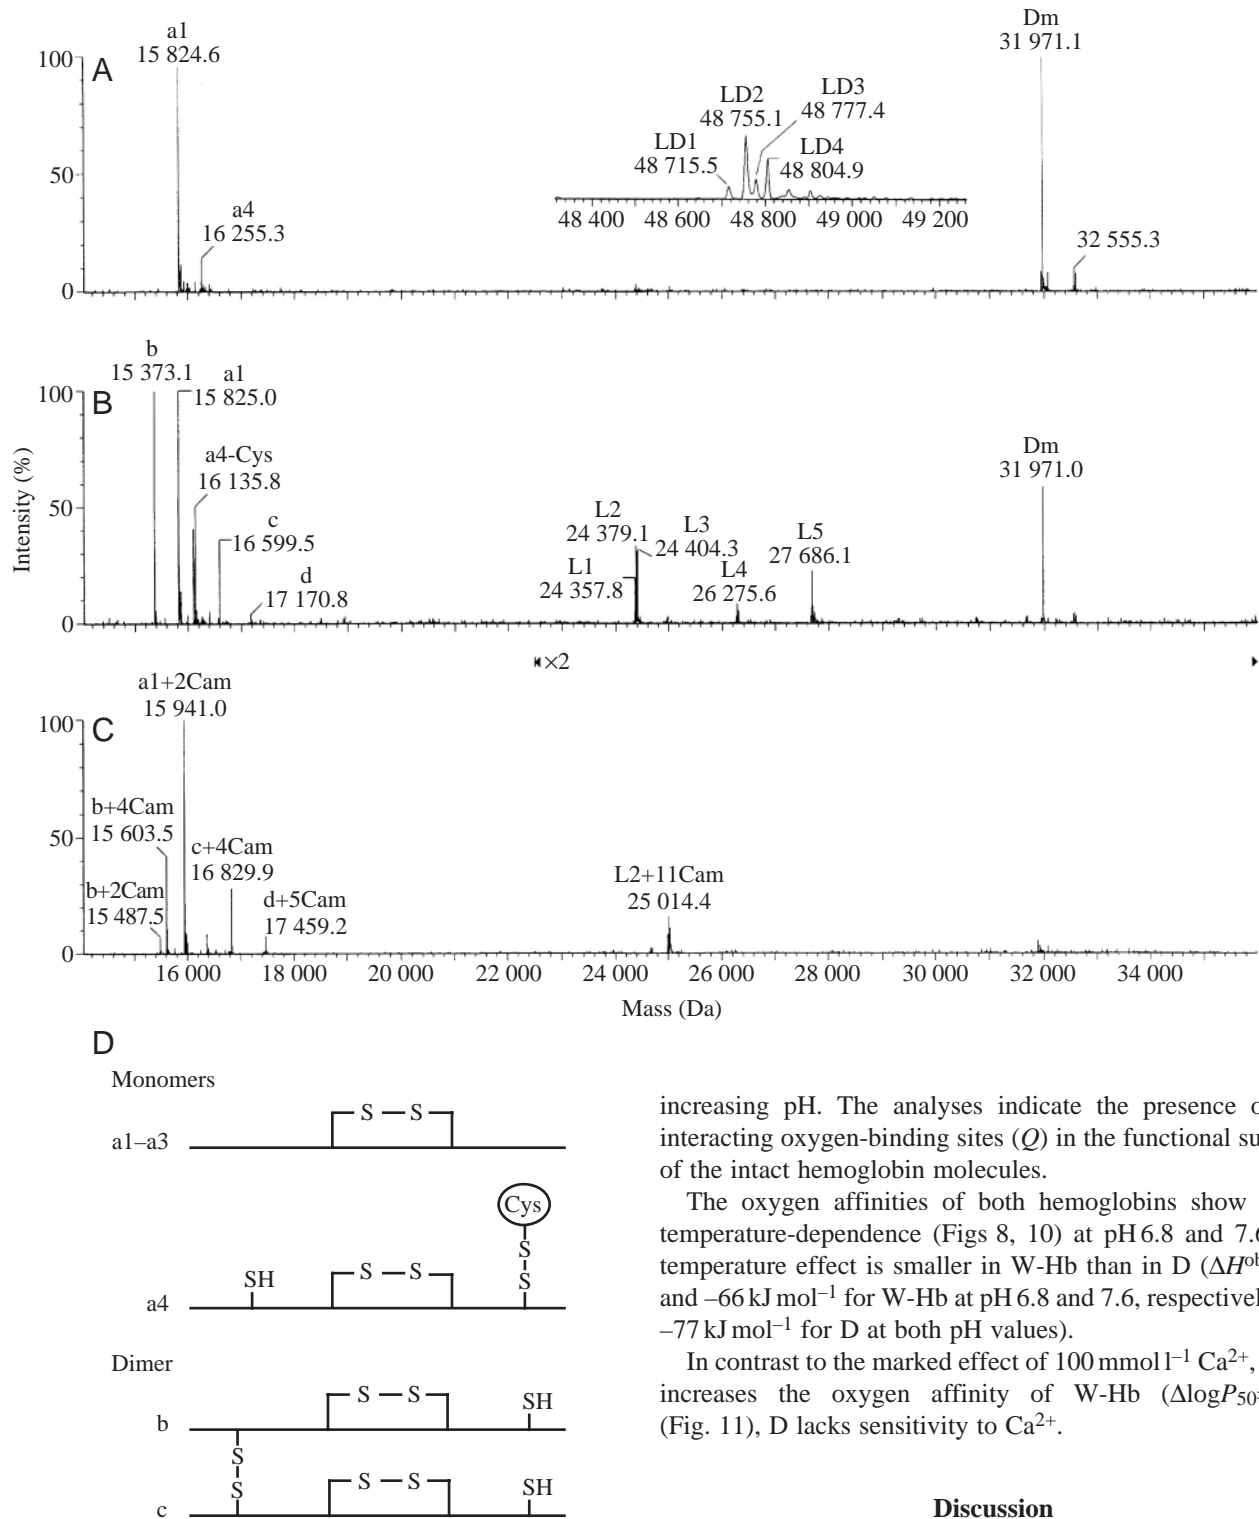 a1
15 824.6
Dm
31 971.1
100
A
LD2
48 755.1
LD3
48 777.4
LD1
48 715.5
LD4
48 804.9
50
a4
16 255.3
48 400 48 600 48 800 49 000 49 200
32 555.3
0
b
15 373.1
a1
15 825.0
100
B
a4-Cys
16 135.8
Dm
31 971.0
Intensity (%)
50
c
16 599.5
L2
24 379.1
L3
24 404.3
L5
27 686.1
d
17 170.8
L1
24 357.8
L4
26 275.6
0
×2
a1+2Cam
15 941.0
100
C
b+4Cam
15 603.5
50
c+4Cam
16 829.9
L2+11Cam
25 014.4
b+2Cam
15 487.5
d+5Cam
17 459.2
0
16 000 18 000 20 000 22 000 24 000 26 000 28 000 30 000 32 000 34 000
Mass (Da)
D
Monomers
S S
a1–a3
Cys
S
S
SH
S S
a4
Dimer
S S
SH
b
S
S
S S
SH
c
increasing pH. The analyses indicate the presence
interacting oxygen-binding sites (Q) in the functional
of the intact hemoglobin molecules.
The oxygen affinities of both hemoglobins show
temperature-dependence (Figs 8, 10) at pH 6.8 and 7.6
temperature effect is smaller in W-Hb than in D (ΔH
and –66 kJ mol⁻¹ for W-Hb at pH 6.8 and 7.6,
–77 kJ mol⁻¹ for D at both pH values).
In contrast to the marked effect of 100 mmol l⁻¹ Ca²⁺,
increases the oxygen affinity of W-Hb (ΔlogP₅₀
(Fig. 11), D lacks sensitivity to Ca²⁺.
Discussion